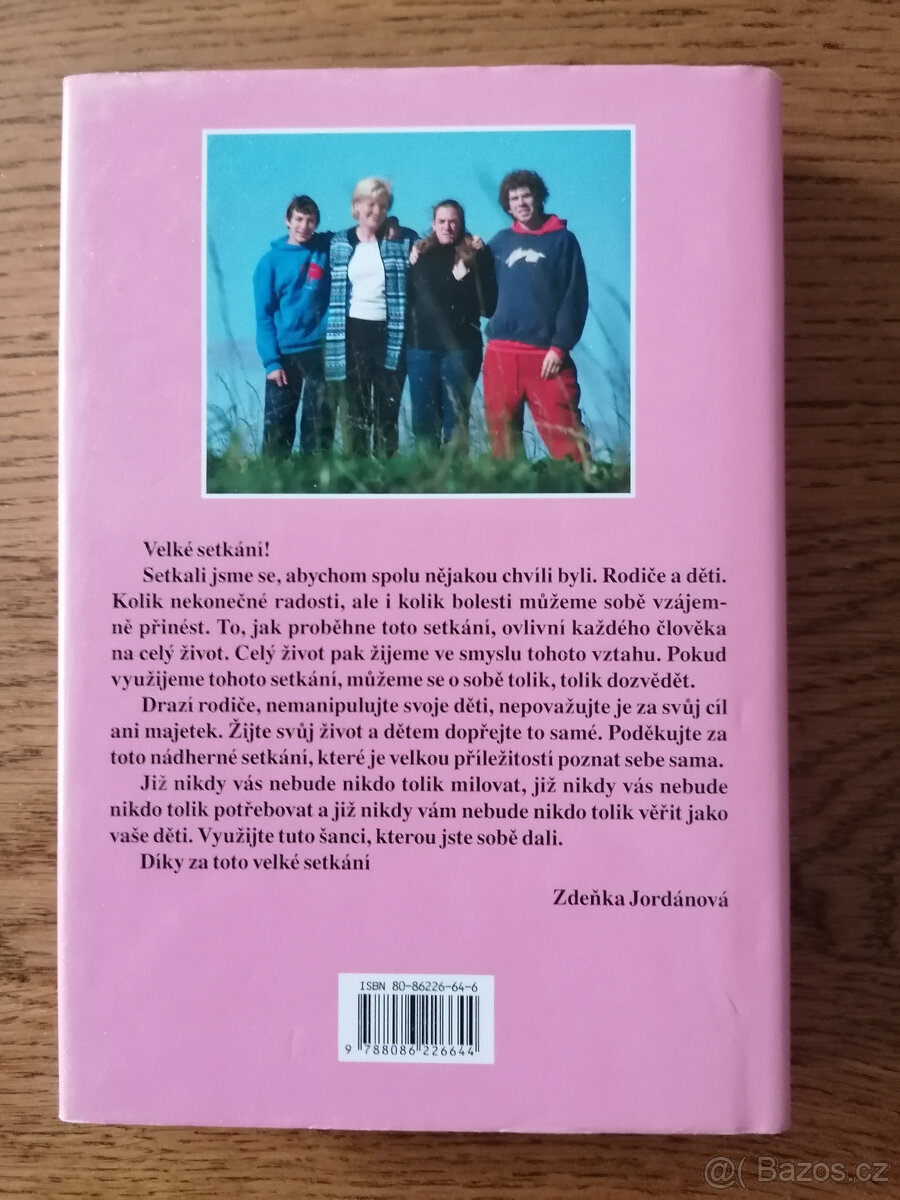 Velké setkání!
Setkali jsme se, abychom spolu nějakou chvíli byli. Rodiče a děti.
Kolik nekonečné radosti, ale i kolik bolesti můžeme sobě vzájem-
ně přinést. To, jak proběhne toto setkání, ovlivní každého člověka
na celý život. Celý život pak žijeme ve smyslu tohoto vztahu. Pokud
využijeme tohoto setkání, můžeme se o sobě tolik, tolik dozvědět.
Drazí rodiče, nemanipulujte svoje děti, nepovažujte je za svůj cíl
ani majetek. Žijte svůj život a dětem dopřejte to samé. Poděkujte za
toto nádherné setkání, které je velkou příležitostí poznat sebe sama.
Již nikdy vás nebude nikdo tolik milovat, již nikdy vás nebude
nikdo tolik potřebovat a již nikdy vám nebude nikdo tolik věřit jako
vaše děti. Využijte tuto šanci, kterou jste sobě dali.
Díky za toto velké setkání
Zdeňka Jordánová
ISBN 80-86226-64-6
9 788086 226644
@( Bazos.cz